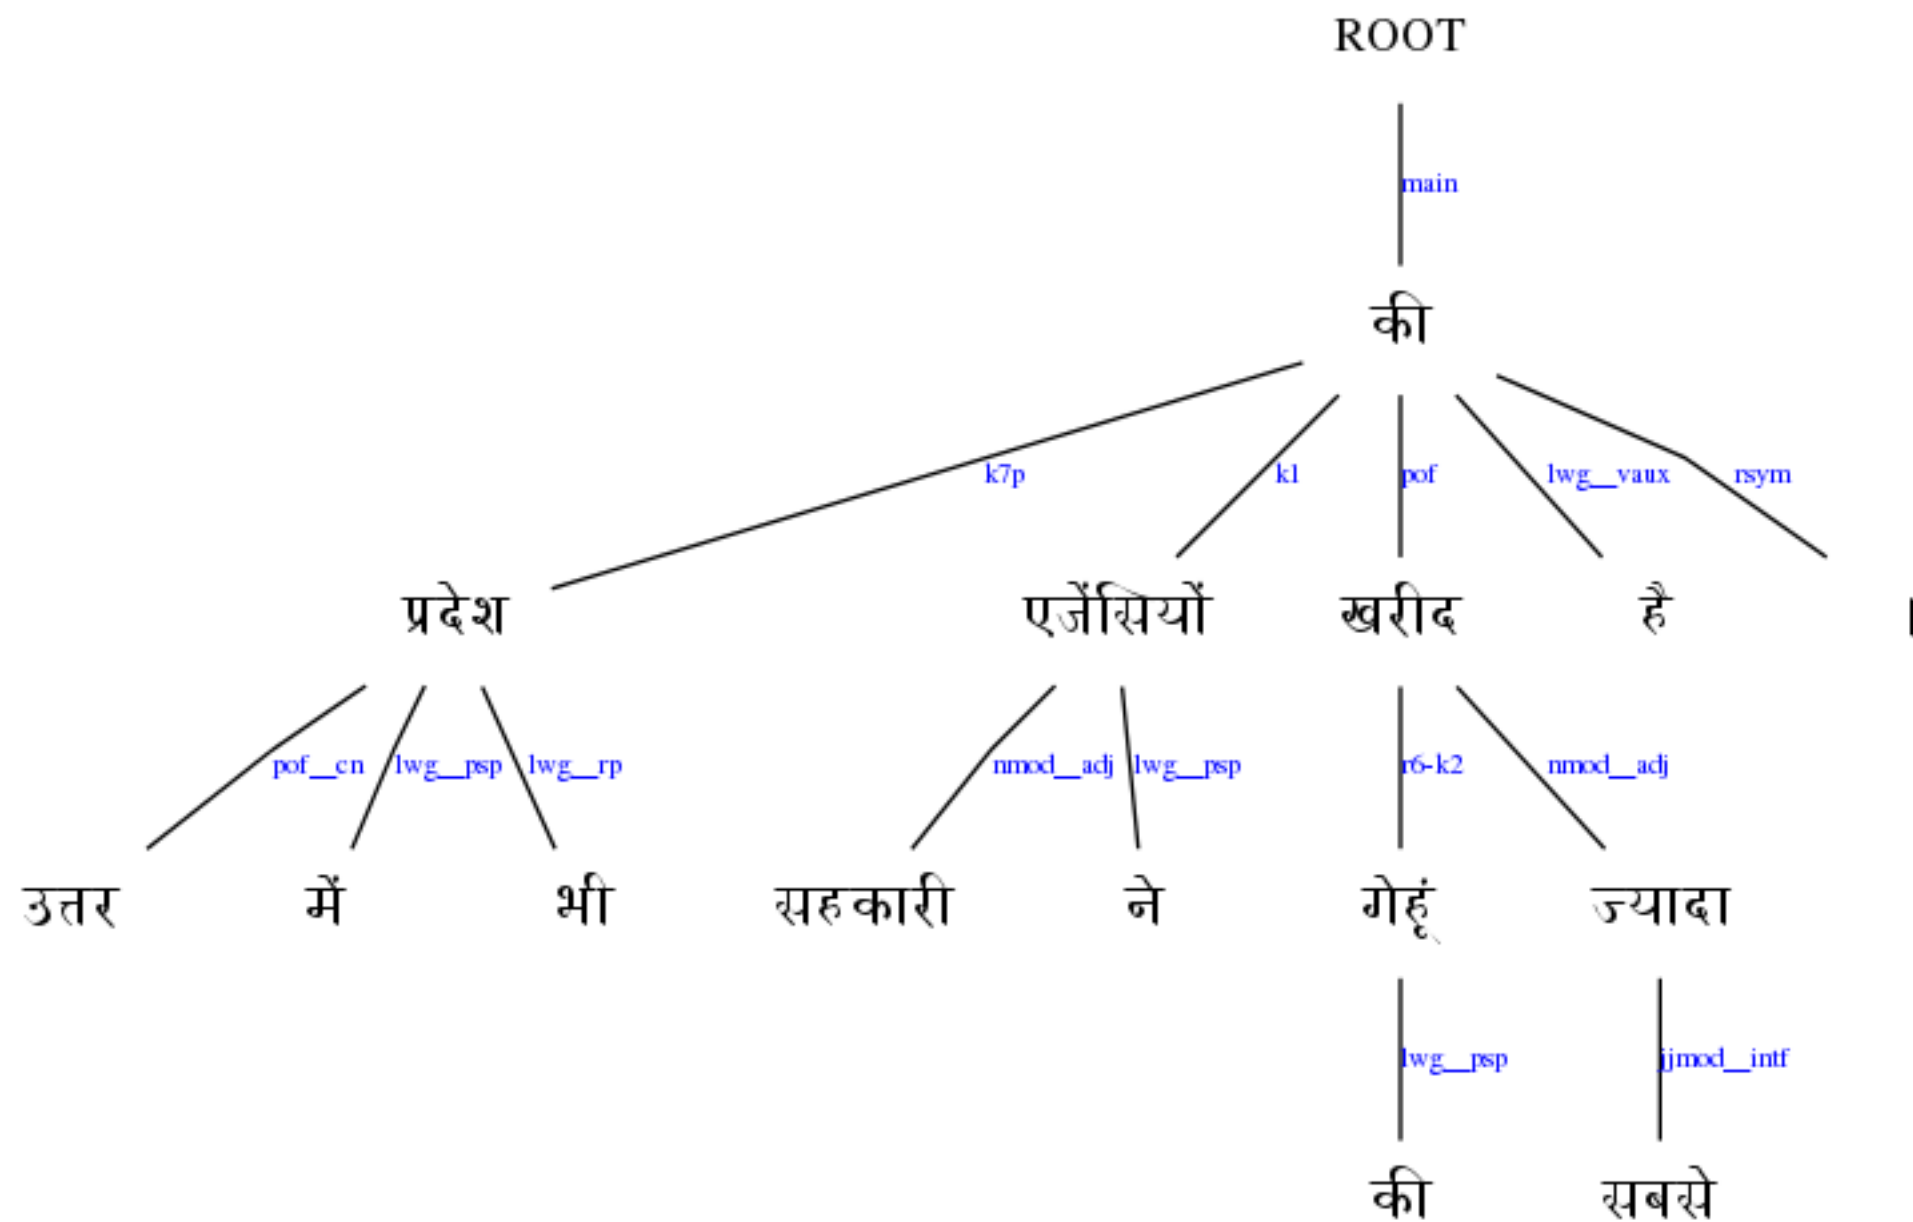 ROOT
main
की
k7p k1 pof lwg__vaux rsym
प्रदेश एजेंसियों खरीद है ।
pof__cn lwg__psp lwg__rp nmod__adj lwg__psp r6-k2 nmod__adj
उत्तर में भी सहकारी ने गेहूं ज्यादा
lwg__psp jjmod__intf
की सबसे